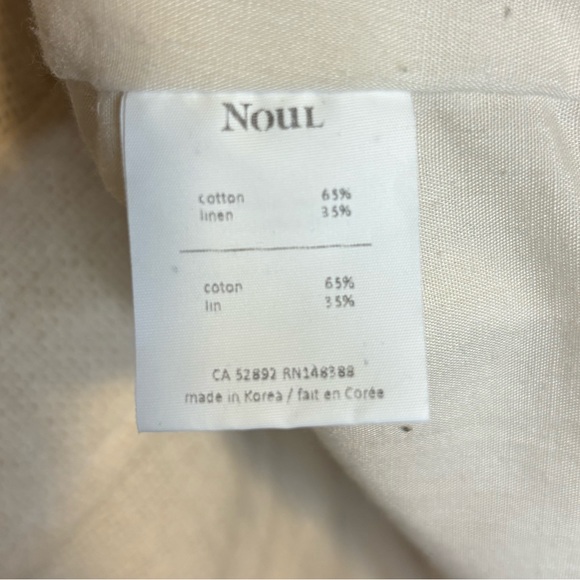 NOUL
cotton 65%
linen 35%
coton 65%
lin 35%
CA 52892 RN148388
made in Korea / fait en Corée